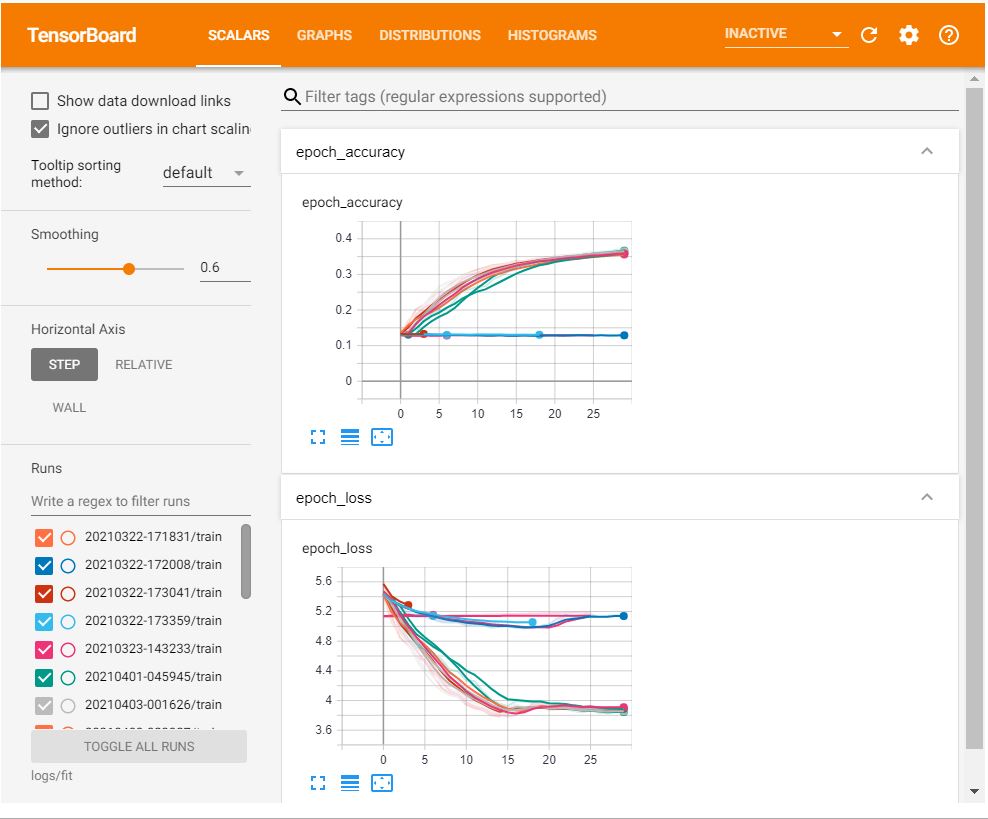 TensorBoard SCALARS GRAPHS DISTRIBUTIONS HISTOGRAMS INACTIVE
Show data download links
Ignore outliers in chart scalin
Tooltip sorting
method:
default
Smoothing
0.6
Horizontal Axis
STEP RELATIVE
WALL
Runs
Write a regex to filter runs
20210322-171831/train
20210322-172008/train
20210322-173041/train
20210322-173359/train
20210323-143233/train
20210401-045945/train
20210403-001626/train
TOGGLE ALL RUNS
logs/fit
Filter tags (regular expressions supported)
epoch_accuracy
epoch_accuracy
0.4
0.3
0.2
0.1
0
0 5 10 15 20 25
epoch_loss
epoch_loss
5.6
5.2
4.8
4.4
4
3.6
0 5 10 15 20 25